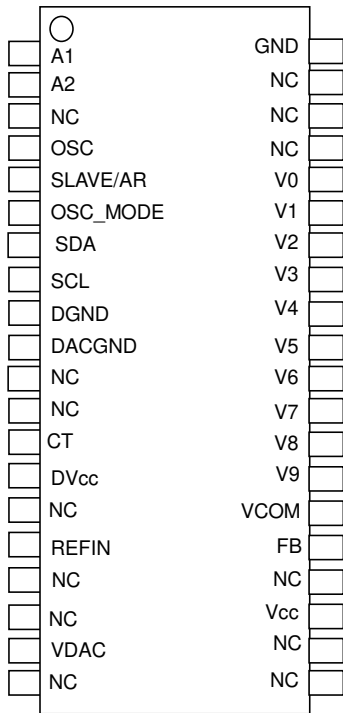 A1 GND
A2 NC
NC NC
OSC NC
SLAVE/AR V0
OSC_MODE V1
SDA V2
SCL V3
DGND V4
DACGND V5
NC V6
NC V7
CT V8
DVcc V9
NC VCOM
REFIN FB
NC NC
NC Vcc
VDAC NC
NC NC